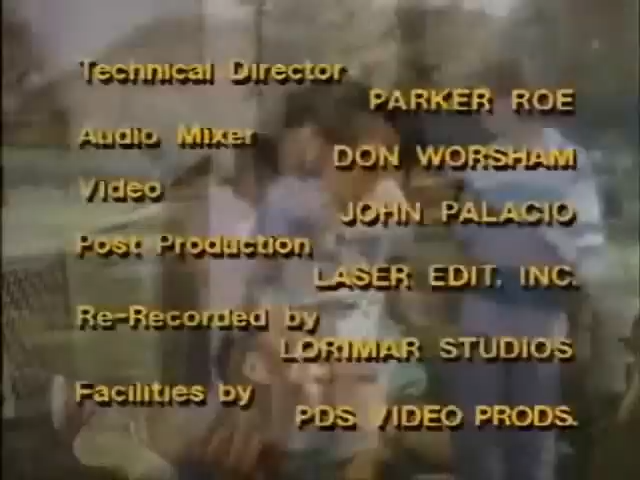 Technical Director
PARKER ROE
Audio Mixer
DON WORSHAM
Video
JOHN PALACIO
Post Production
LASER EDIT. INC.
Re-Recorded by
LORIMAR STUDIOS
Facilities by
PDS VIDEO PRODS.